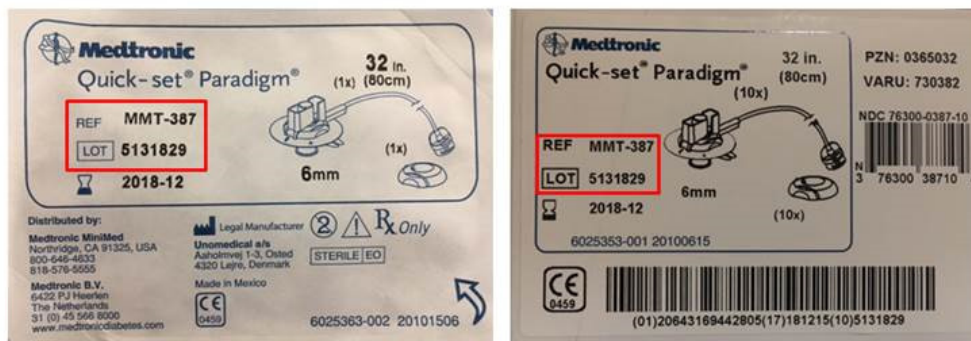 Medtronic
Quick-set® Paradigm®
32 in.
(1x) (80cm)
REF MMT-387
LOT 5131829
(1x)
2018-12
6mm
Distributed by:
Medtronic MiniMed
Northridge, CA 91325, USA
800-646-4633
818-576-5555
Medtronic B.V.
6422 PJ Heerlen
The Netherlands
31 (0) 45 566 8000
www.medtronicdiabetes.com
Legal Manufacturer
Unomedical a/s
Aaholmvej 1-3, Osted
4320 Lejre, Denmark
Made in Mexico
CE
0459
2
Rx Only
STERILE EO
6025363-002 20101506
Medtronic
Quick-set® Paradigm®
32 in.
(80cm)
(10x)
REF MMT-387
LOT 5131829
6mm
2018-12
(10x)
6025353-001 20100615
PZN: 0365032
VARU: 730382
NDC 76300-0387-10
N
3 76300 38710
CE
0459
(01)20643169442805(17)181215(10)5131829